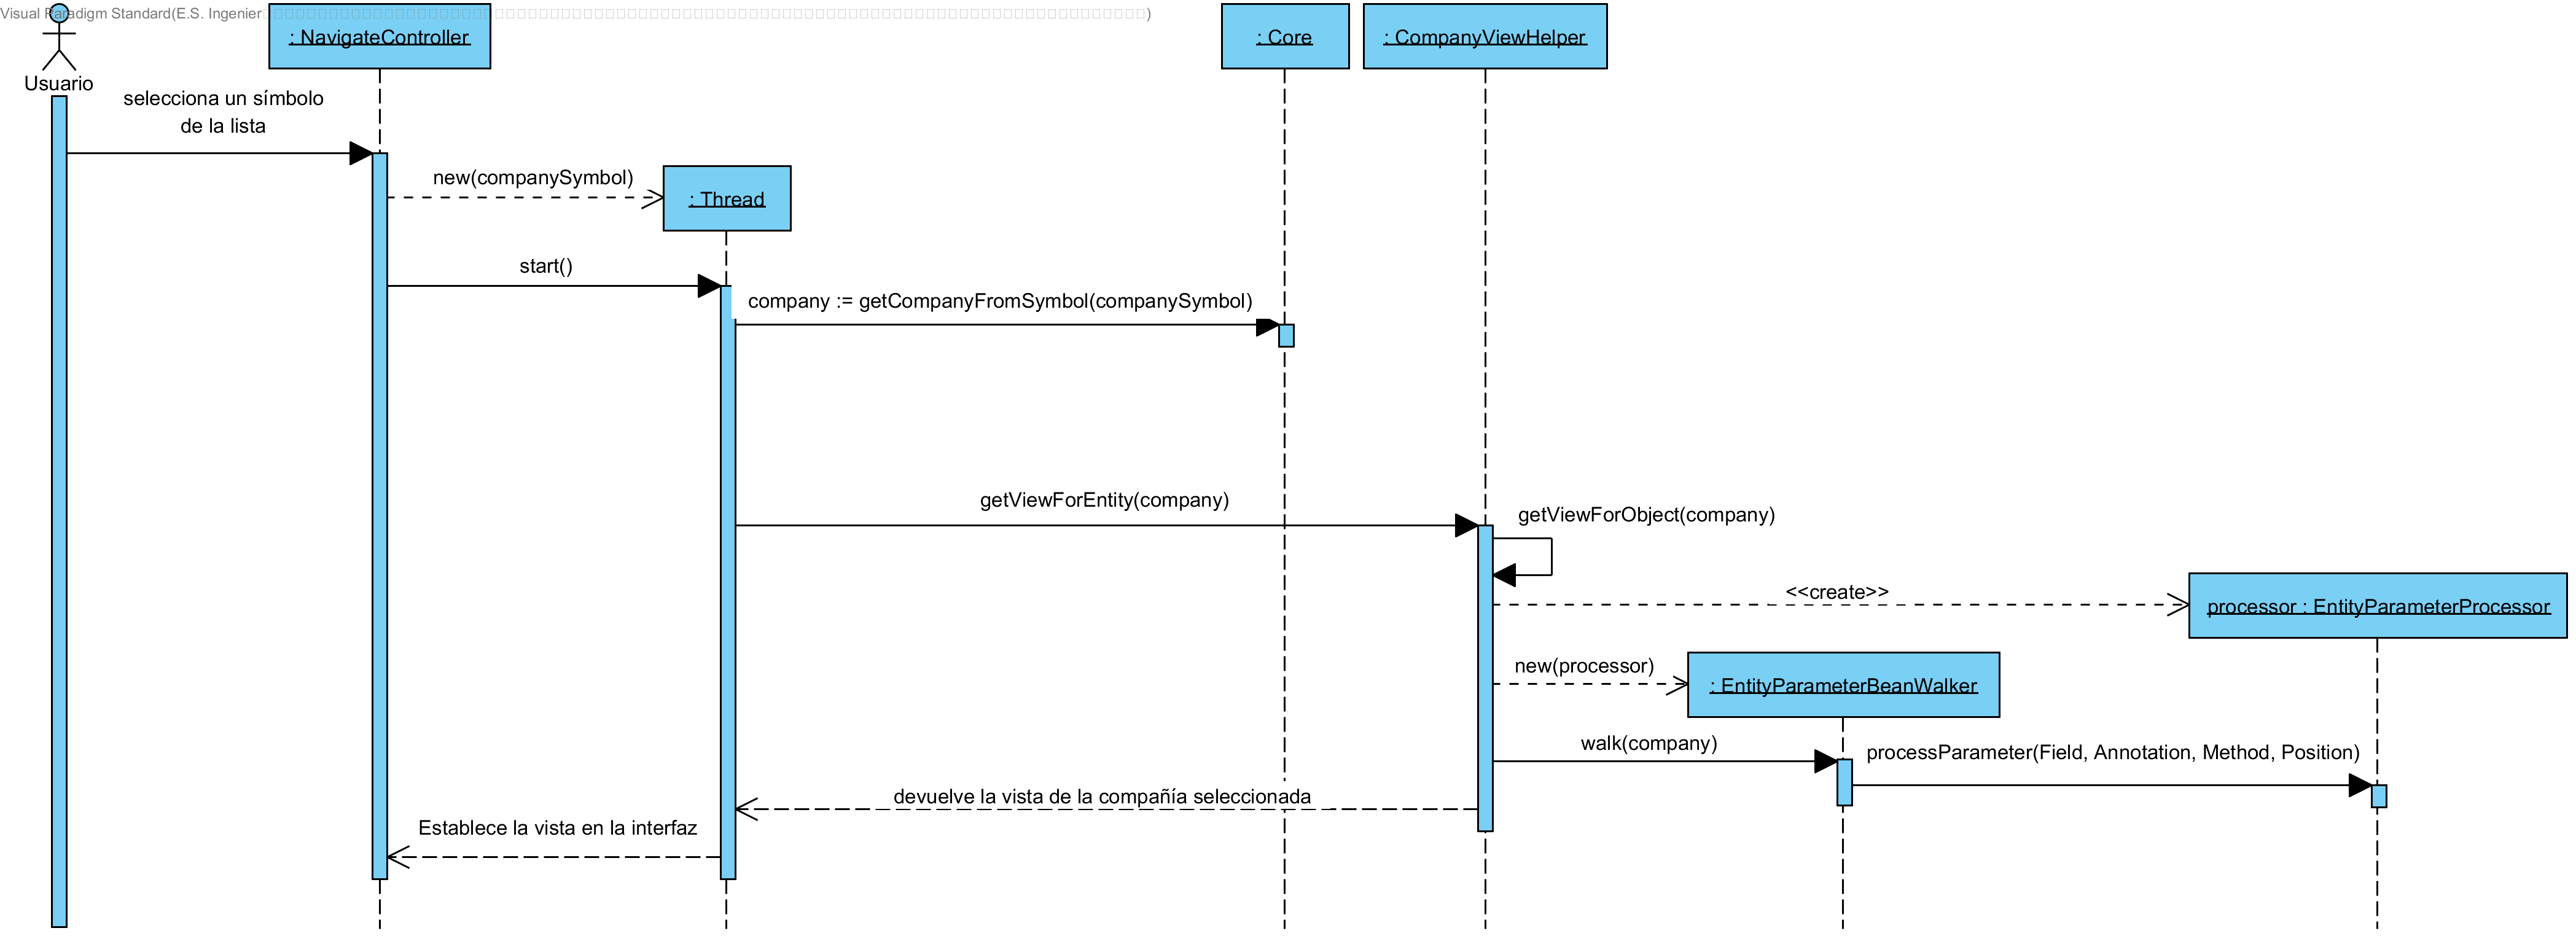 Visual Paradigm Standard(E.S. Ingenier
Usuario
: NavigateController
: Core
: CompanyViewHelper
selecciona un símbolo
de la lista
new(companySymbol)
: Thread
start()
company := getCompanyFromSymbol(companySymbol)
getViewForEntity(company)
getViewForObject(company)
<<create>>
processor : EntityParameterProcessor
new(processor)
: EntityParameterBeanWalker
walk(company)
processParameter(Field, Annotation, Method, Position)
devuelve la vista de la compañía seleccionada
Establece la vista en la interfaz